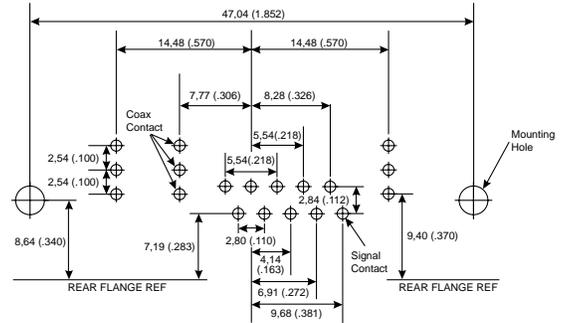 47,04 (1.852)
14,48 (.570)
14,48 (.570)
7,77 (.306)
8,28 (.326)
Coax
Contact
5,54(.218)
Mounting
Hole
2,54 (.100)
5,54(.218)
2,54 (.100)
2,84 (.112)
8,64 (.340)
7,19 (.283)
2,80 (.110)
9,40 (.370)
4,14
(.163)
Signal
Contact
REAR FLANGE REF
6,91 (.272)
REAR FLANGE REF
9,68 (.381)